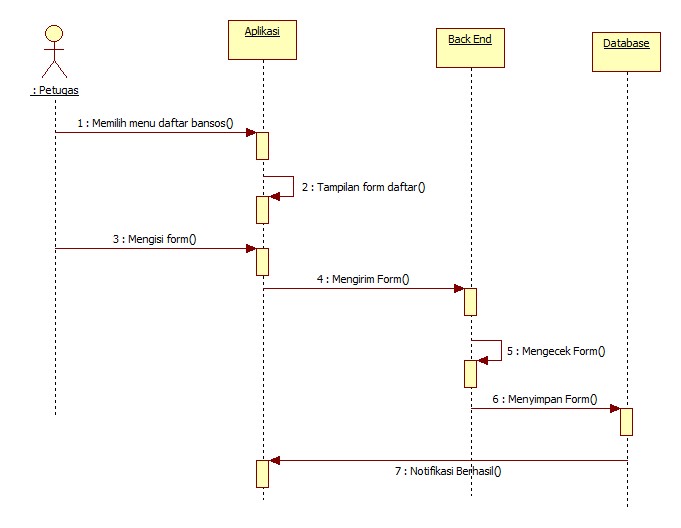 Aplikasi
Back End
Database
: Petugas
1 : Memilih menu daftar bansos()
2 : Tampilan form daftar()
3 : Mengisi form()
4 : Mengirim Form()
5 : Mengecek Form()
6 : Menyimpan Form()
7 : Notifikasi Berhasil()